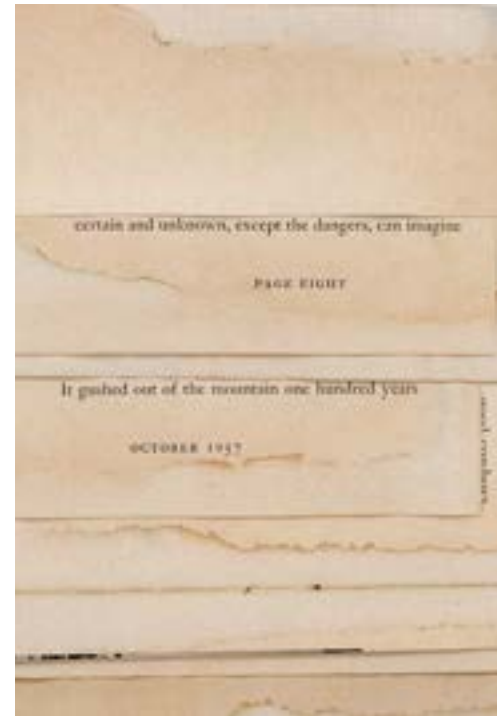 certain and unknown, except the dangers, can imagine
PAGE EIGHT
It gushed out of the mountain one hundred years
OCTOBER 1957